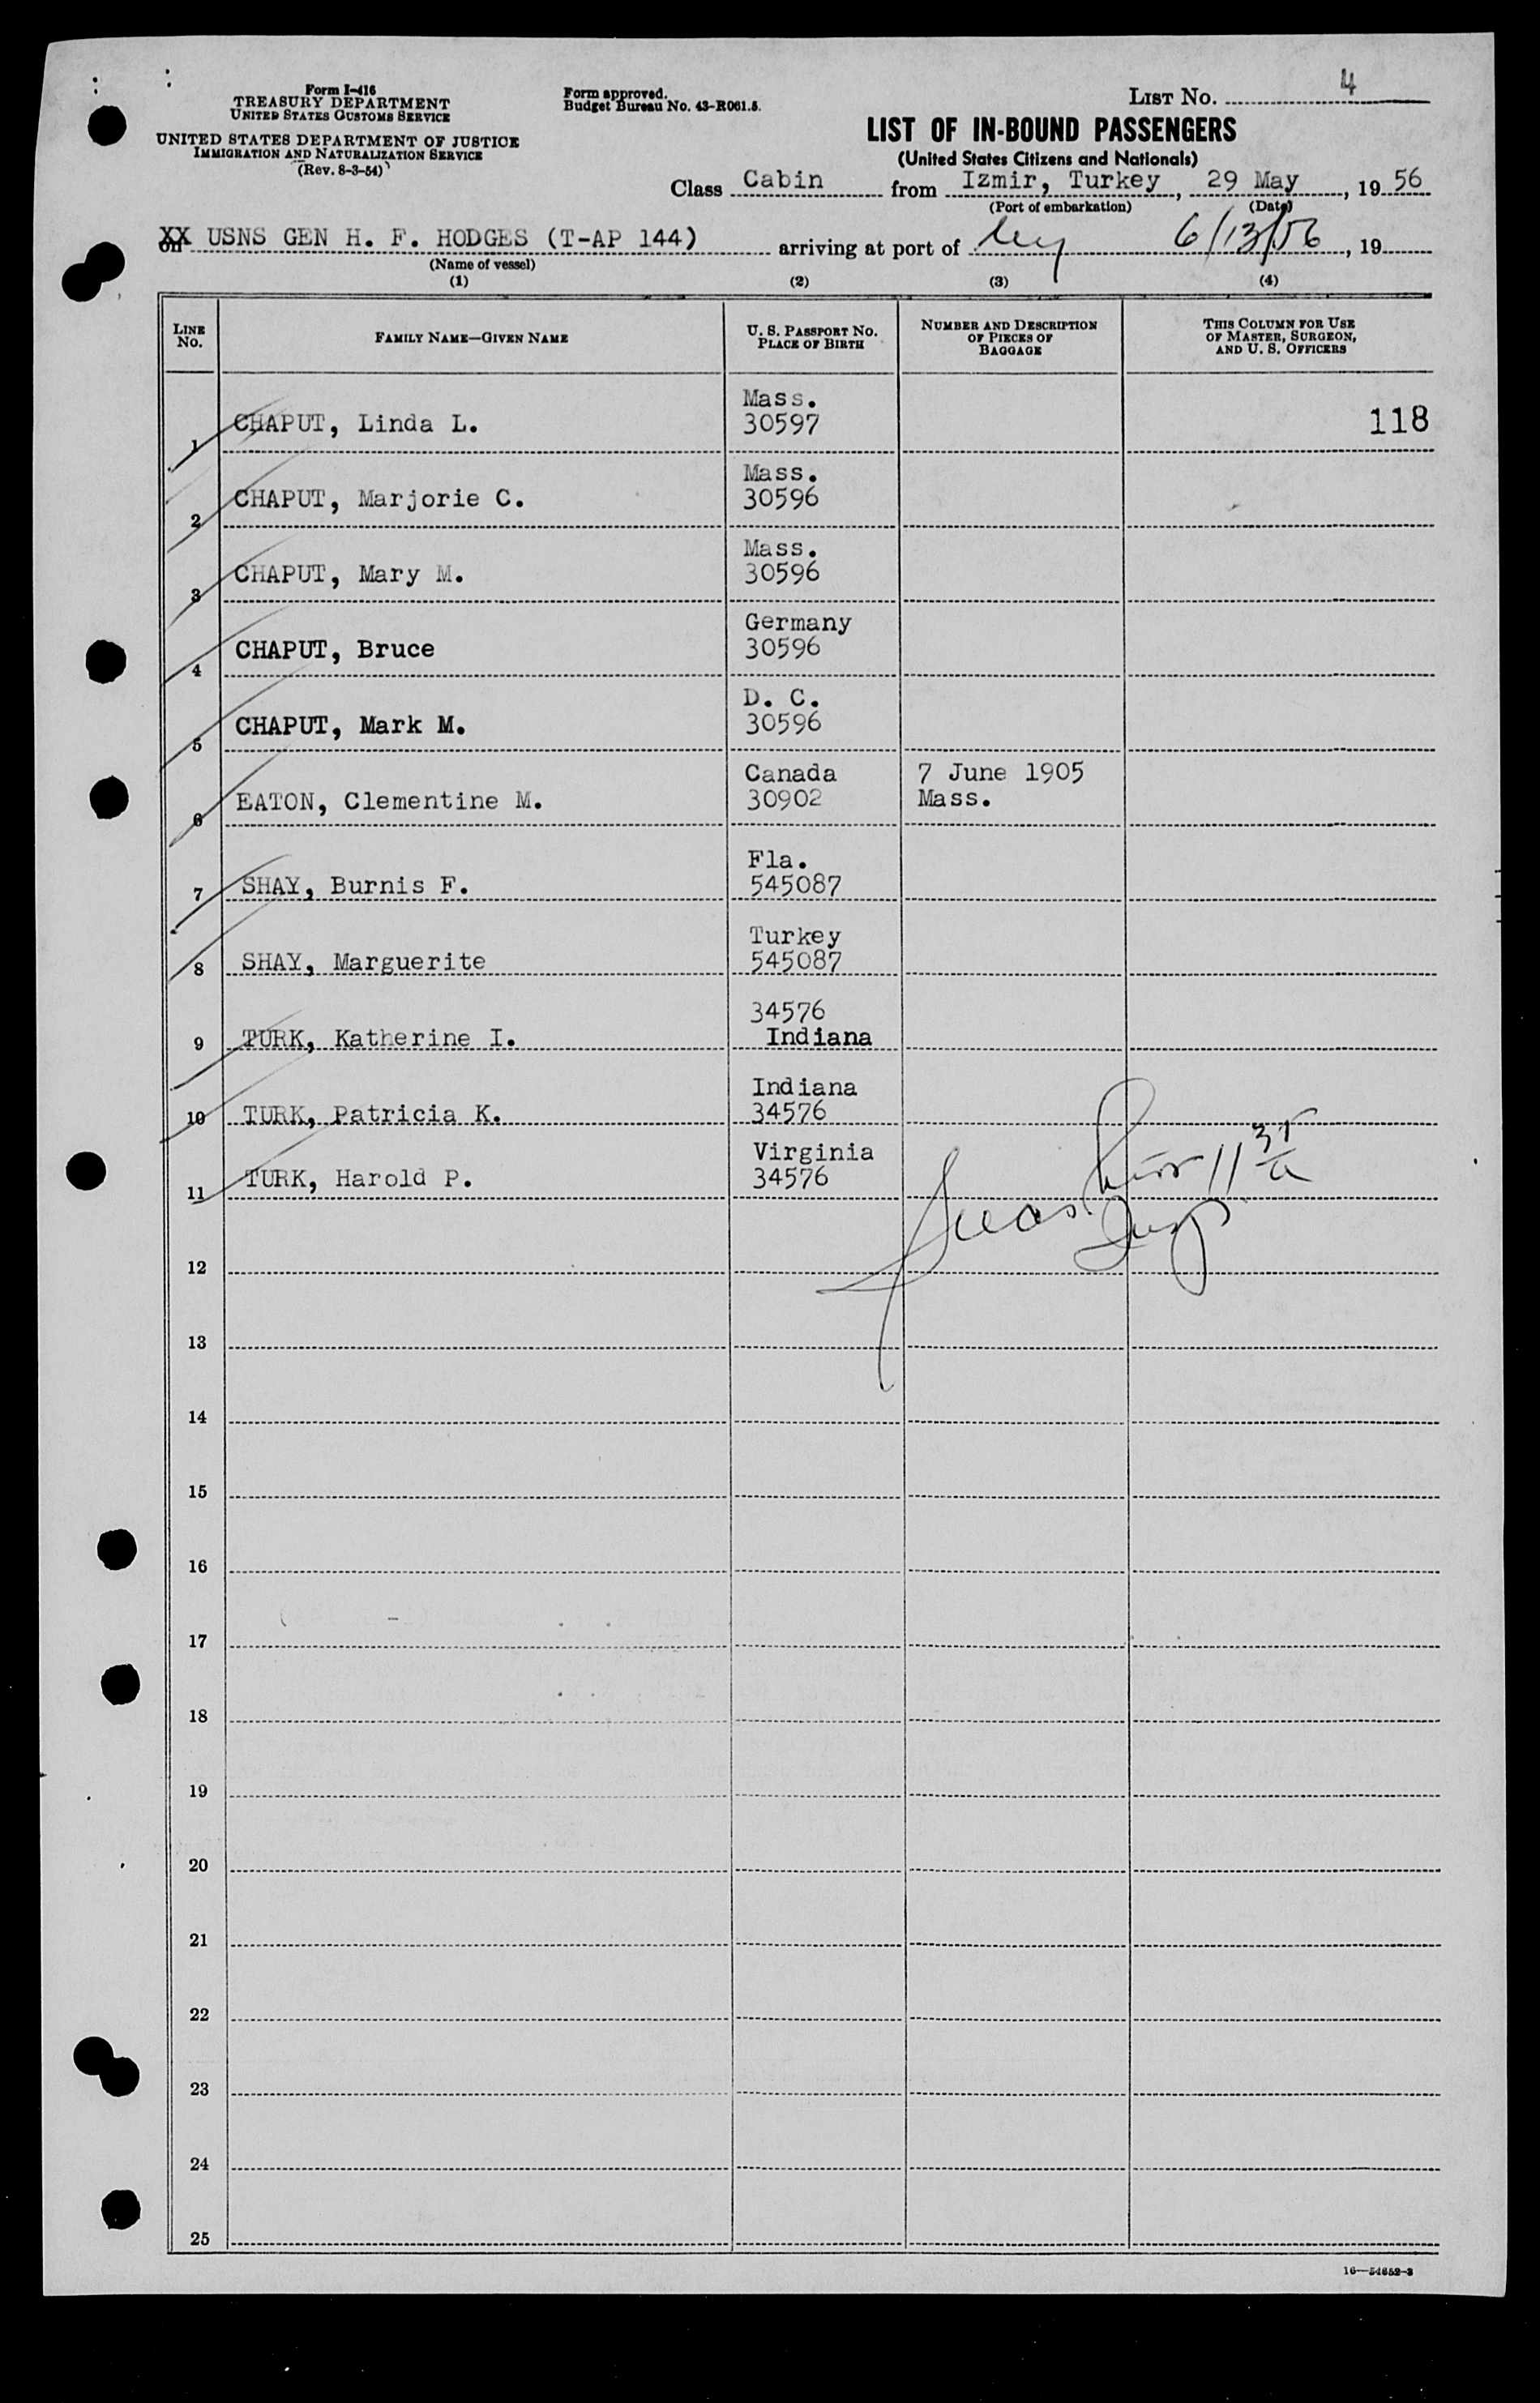 Form I-416
TREASURY DEPARTMENT
UNITED STATES CUSTOMS SERVICE
UNITED STATES DEPARTMENT OF JUSTICE
IMMIGRATION AND NATURALIZATION SERVICE
(Rev. 8-3-54)
Form approved.
Budget Bureau No. 43-R061.5.
LIST NO. 4
LIST OF IN-BOUND PASSENGERS
(United States Citizens and Nationals)
Class Cabin from Izmir, Turkey, 29 May, 19 56
(Port of embarkation) (Date)
XX on USNS GEN H. F. HODGES (T-AP 144) arriving at port of 6/13/56, 19
(Name of vessel)
(1) (2) (3) (4)
LINE NO. FAMILY NAME—GIVEN NAME U. S. PASSPORT NO. PLACE OF BIRTH NUMBER AND DESCRIPTION OF PIECES OF BAGGAGE THIS COLUMN FOR USE OF MASTER, SURGEON, AND U. S. OFFICERS
Mass.
1 CHAPUT, Linda L. 30597 118
Mass.
2 CHAPUT, Marjorie C. 30596
Mass.
3 CHAPUT, Mary M. 30596
Germany
4 CHAPUT, Bruce 30596
D. C.
5 CHAPUT, Mark M. 30596
Canada 7 June 1905
6 EATON, Clementine M. 30902 Mass.
Fla.
7 SHAY, Burnis F. 545087
Turkey
8 SHAY, Marguerite 545087
34576
9 TURK, Katherine I. Indiana
Indiana
10 TURK, Patricia K. 34576
Virginia
11 TURK, Harold P. 34576
12
13
14
15
16
17
18
19
20
21
22
23
24
25
16—54652-3